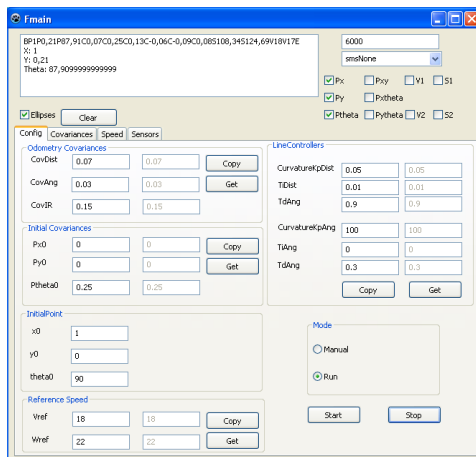 Fmain
BP1P0,21P87,91C0,07C0,25C0,13C-0,06C-0,09C0,08S108,34S124,69V18V17E
X: 1
Y: 0,21
Theta: 87,9099999999999
6000
smsNone
Px Pxy V1 S1
Py Pxtheta
Ptheta Pytheta V2 S2
Ellipses Clear
Config Covariances Speed Sensors
Odometry Covariances
CovDist 0.07 0.07 Copy
CovAng 0.03 0.03 Get
CovIR 0.15 0.15
Initial Covariances
Px0 0 0 Copy
Py0 0 0 Get
Ptheta0 0.25 0.25
InitialPoint
x0 1
y0 0
theta0 90
Reference Speed
Vref 18 18 Copy
Wref 22 22 Get
LineControllers
CurvatureKpDist 0.05 0.05
TiDist 0.01 0.01
TdAng 0.9 0.9
CurvatureKpAng 100 100
TiAng 0 0
TdAng 0.3 0.3
Copy Get
Mode
Manual
Run
Start Stop